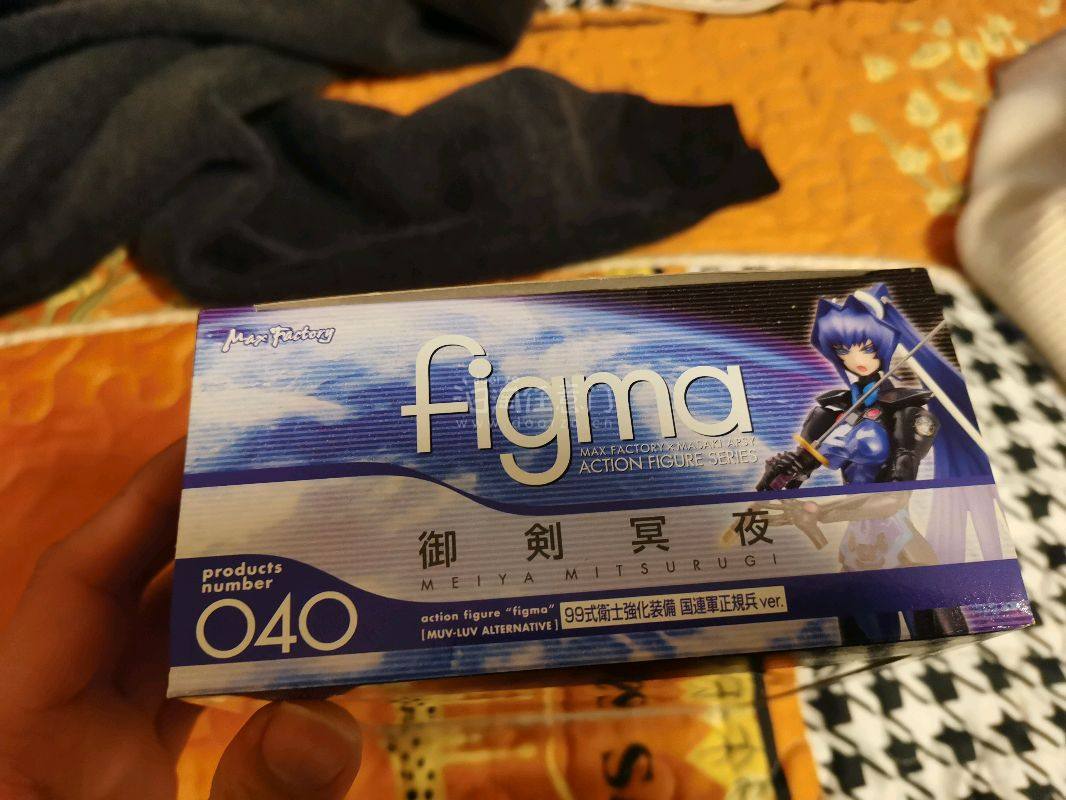 Max Factory
figma
MAX FACTORY × MASAKI APSY
ACTION FIGURE SERIES
御剣冥夜
MEIYA MITSURUGI
products
number
040
action figure "figma"
[MUV-LUV ALTERNATIVE]
99式衛士強化装備 国連軍正規兵 ver.